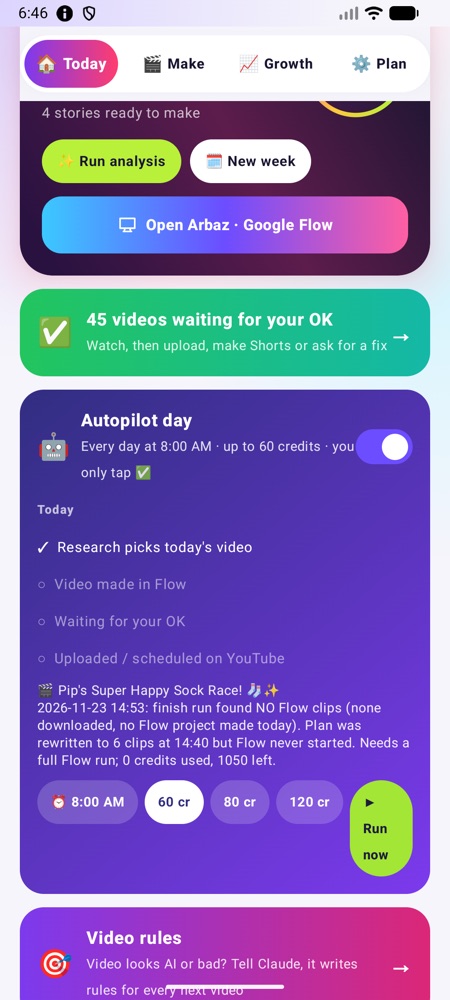 6:46
🏠 Today
🎬 Make
📈 Growth
⚙️ Plan
4 stories ready to make
✨ Run analysis
🗓️ New week
Open Arbaz · Google Flow
45 videos waiting for your OK
Watch, then upload, make Shorts or ask for a fix →
Autopilot day
Every day at 8:00 AM · up to 60 credits · you
only tap ✅
Today
✓ Research picks today's video
○ Video made in Flow
○ Waiting for your OK
○ Uploaded / scheduled on YouTube
🎬 Pip's Super Happy Sock Race! 🧦✨
2026-11-23 14:53: finish run found NO Flow clips (none
downloaded, no Flow project made today). Plan was
rewritten to 6 clips at 14:40 but Flow never started. Needs a
full Flow run; 0 credits used, 1050 left.
⏰ 8:00 AM
60 cr
80 cr
120 cr
▶ Run now
Video rules
Video looks AI or bad? Tell Claude, it writes →
rules for every next video